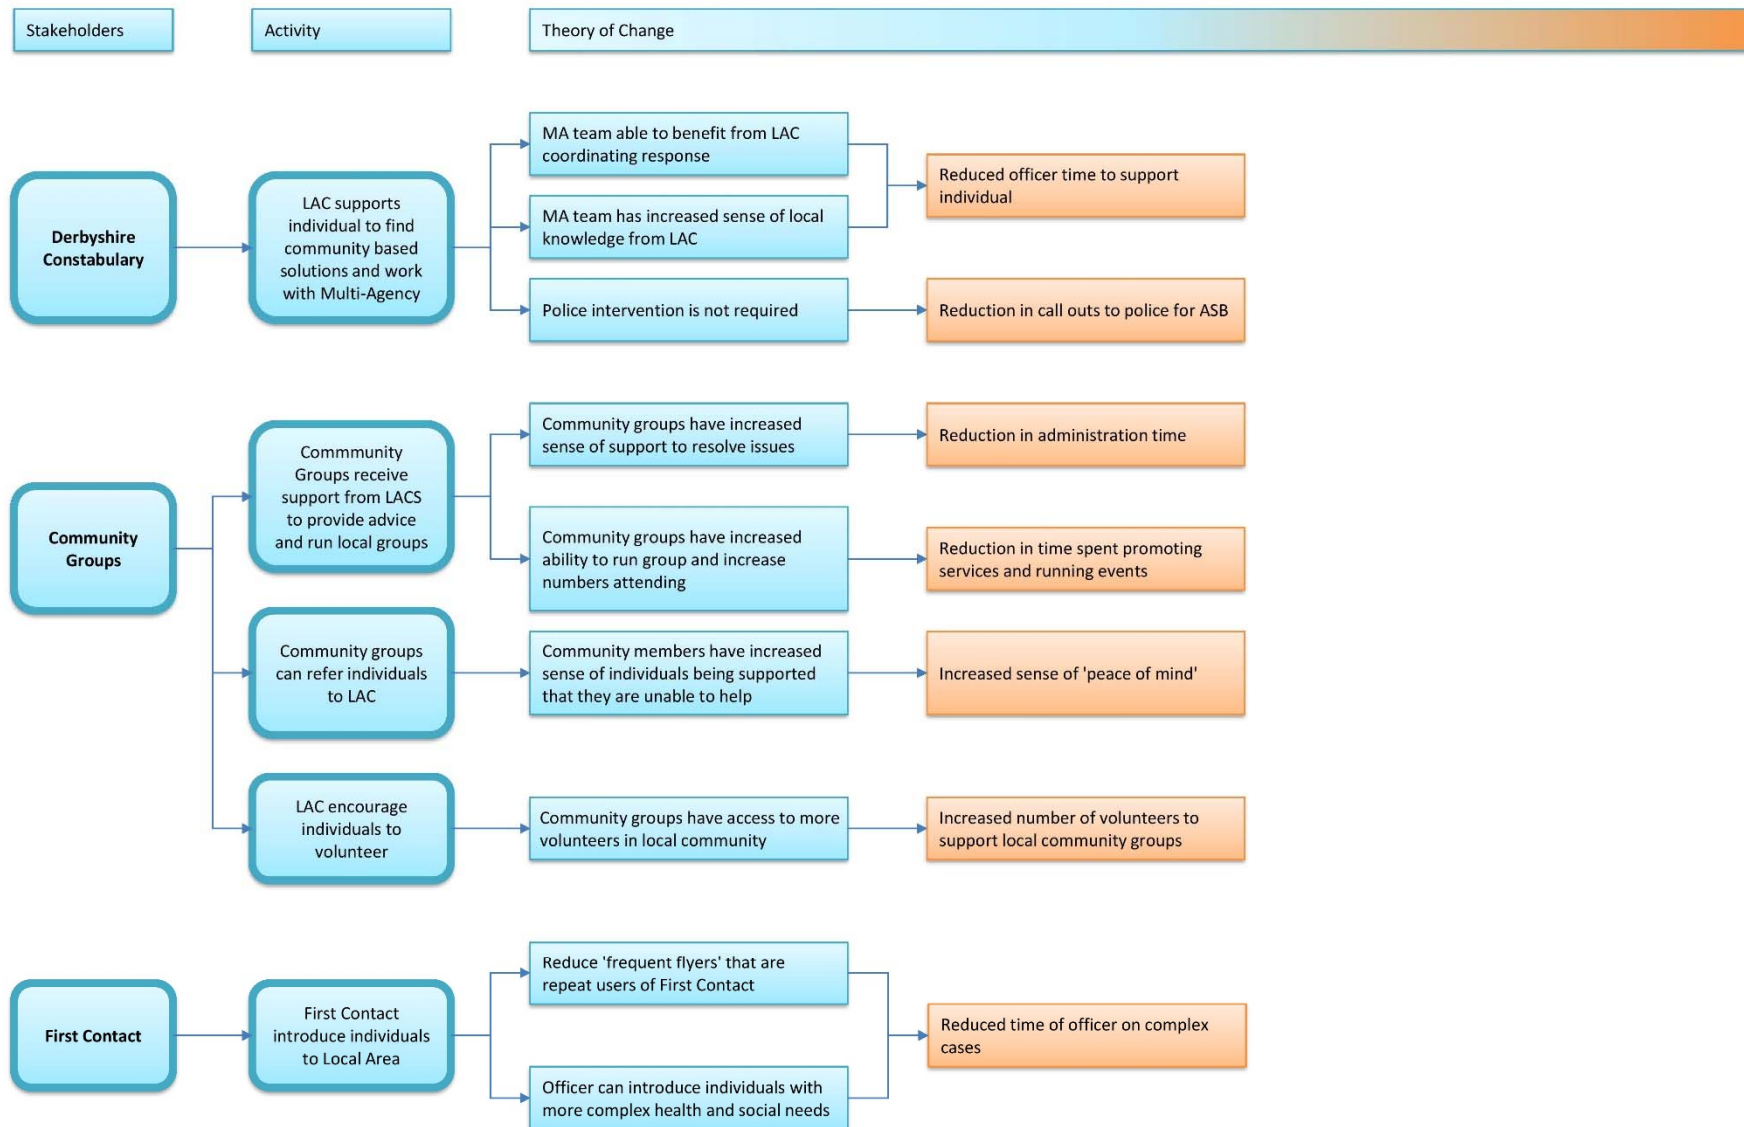 Stakeholders
Activity
Theory of Change
Derbyshire
Constabulary
LAC supports
individual to find
community based
solutions and work
with Multi-Agency
MA team able to benefit from LAC
coordinating response
MA team has increased sense of local
knowledge from LAC
Police intervention is not required
Reduced officer time to support
individual
Reduction in call outs to police for ASB
Community
Groups
Commmunity
Groups receive
support from LACS
to provide advice
and run local groups
Community groups have increased
sense of support to resolve issues
Reduction in administration time
Community groups have increased
ability to run group and increase
numbers attending
Reduction in time spent promoting
services and running events
Community groups
can refer individuals
to LAC
Community members have increased
sense of individuals being supported
that they are unable to help
Increased sense of 'peace of mind'
LAC encourage
individuals to
volunteer
Community groups have access to more
volunteers in local community
Increased number of volunteers to
support local community groups
First Contact
First Contact
introduce individuals
to Local Area
Reduce 'frequent flyers' that are
repeat users of First Contact
Officer can introduce individuals with
more complex health and social needs
Reduced time of officer on complex
cases